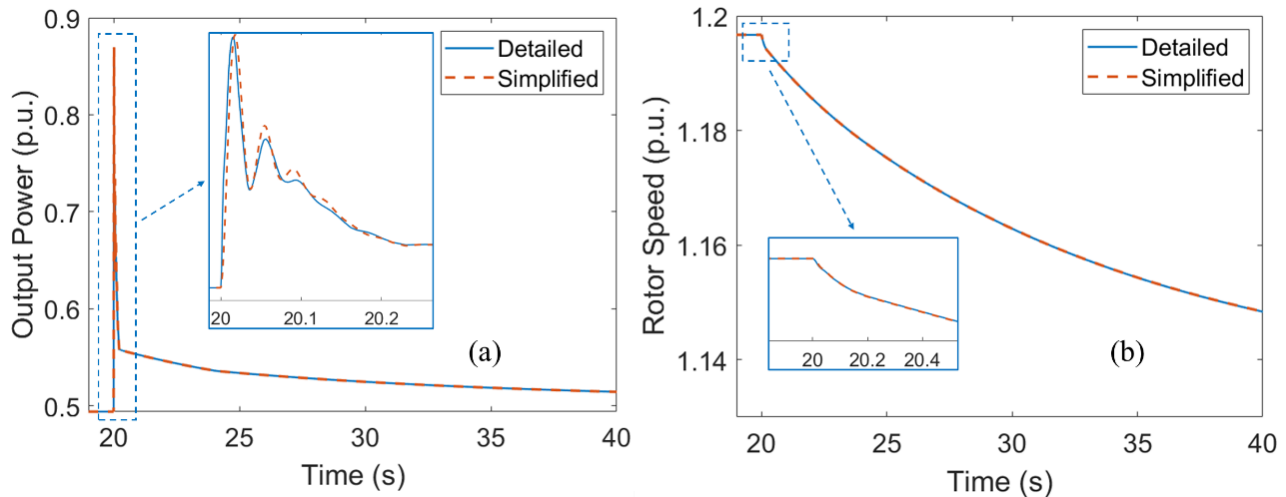 0.9
0.8
0.7
0.6
0.5
Output Power (p.u.)
Detailed
Simplified
20 20.1 20.2
(a)
20 25 30 35 40
Time (s)
1.2
1.18
1.16
1.14
Rotor Speed (p.u.)
Detailed
Simplified
20 20.2 20.4
(b)
20 25 30 35 40
Time (s)